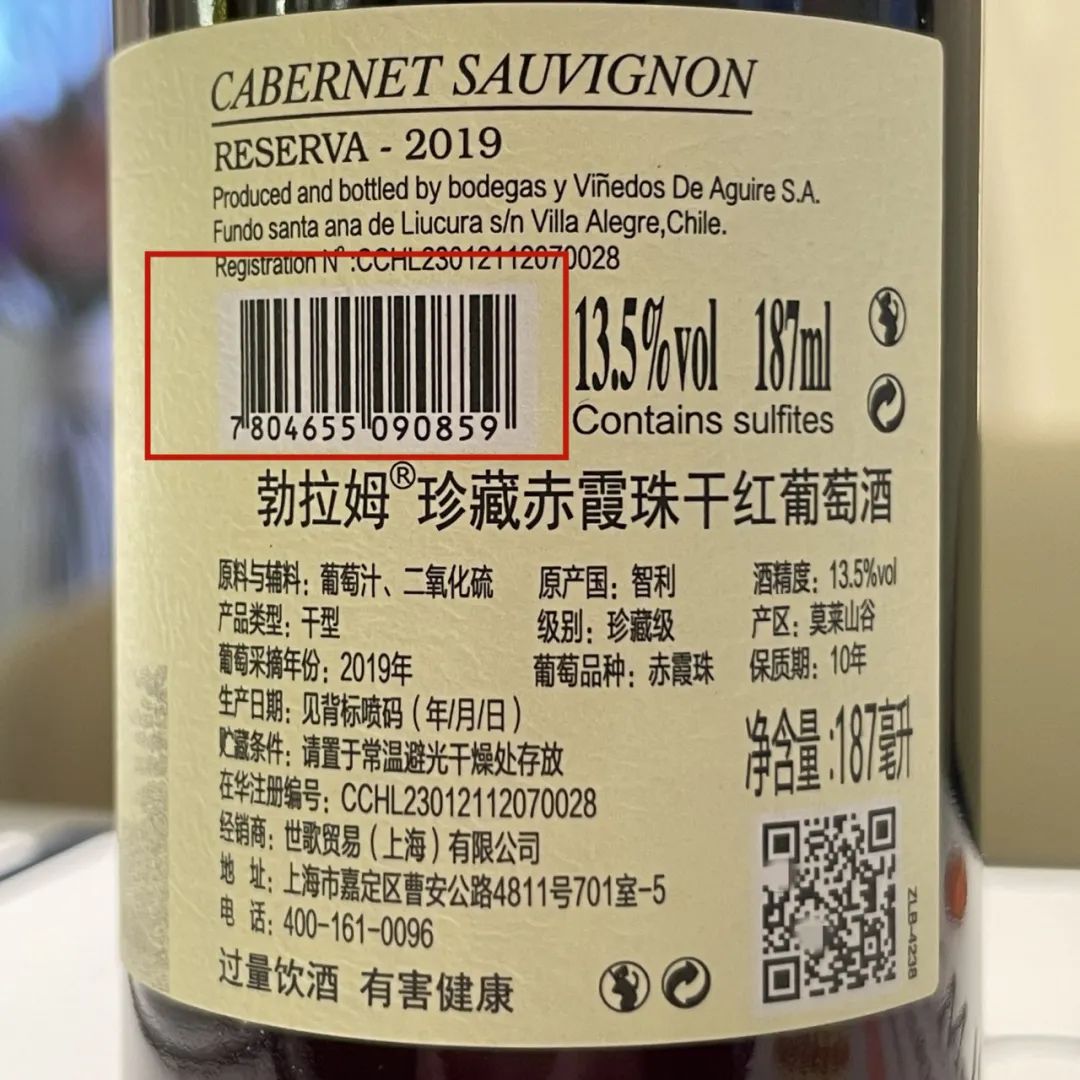 CABERNET SAUVIGNON
RESERVA - 2019
Produced and bottled by bodegas y Viñedos De Aguire S.A.
Fundo santa ana de Liucura s/n Villa Alegre,Chile.
Registration N° :CCHL23012112070028
13.5%vol 187ml
Contains sulfites
7 804655 090859
勃拉姆®珍藏赤霞珠干红葡萄酒
原料与辅料：葡萄汁、二氧化硫 原产国：智利 酒精度：13.5%vol
产品类型：干型 级别：珍藏级 产区：莫莱山谷
葡萄采摘年份：2019年 葡萄品种：赤霞珠 保质期：10年
生产日期：见背标喷码（年/月/日）
贮藏条件：请置于常温避光干燥处存放
净含量:187毫升
在华注册编号：CCHL23012112070028
经销商：世歌贸易（上海）有限公司
地 址：上海市嘉定区曹安公路4811号701室-5
电 话：400-161-0096
过量饮酒 有害健康
ZLB-4238